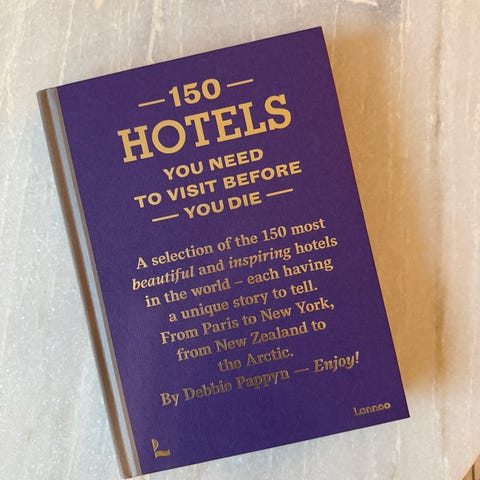 — 150 —
HOTELS
YOU NEED
TO VISIT BEFORE
— YOU DIE —
A selection of the 150 most
beautiful and inspiring hotels
in the world – each having
a unique story to tell.
From Paris to New York,
from New Zealand to
the Arctic.
By Debbie Pappyn — Enjoy!
L
Lannoo